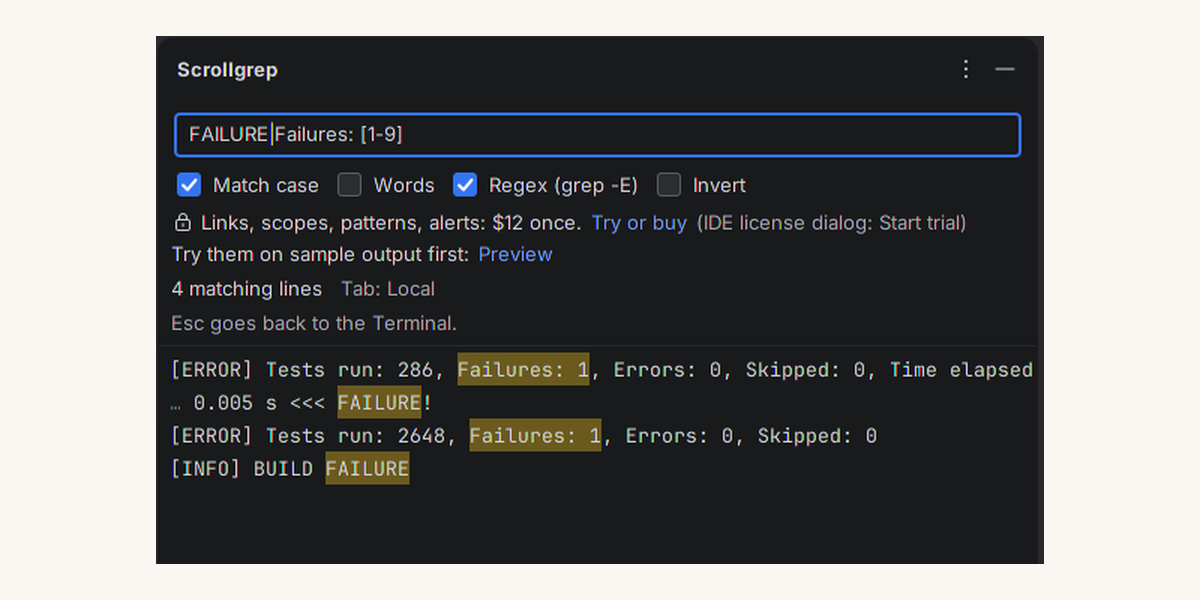 Scrollgrep
FAILURE|Failures: [1-9]
Match case Words Regex (grep -E) Invert
Links, scopes, patterns, alerts: $12 once. Try or buy (IDE license dialog: Start trial)
Try them on sample output first: Preview
4 matching lines Tab: Local
Esc goes back to the Terminal.
[ERROR] Tests run: 286, Failures: 1, Errors: 0, Skipped: 0, Time elapsed
… 0.005 s <<< FAILURE!
[ERROR] Tests run: 2648, Failures: 1, Errors: 0, Skipped: 0
[INFO] BUILD FAILURE